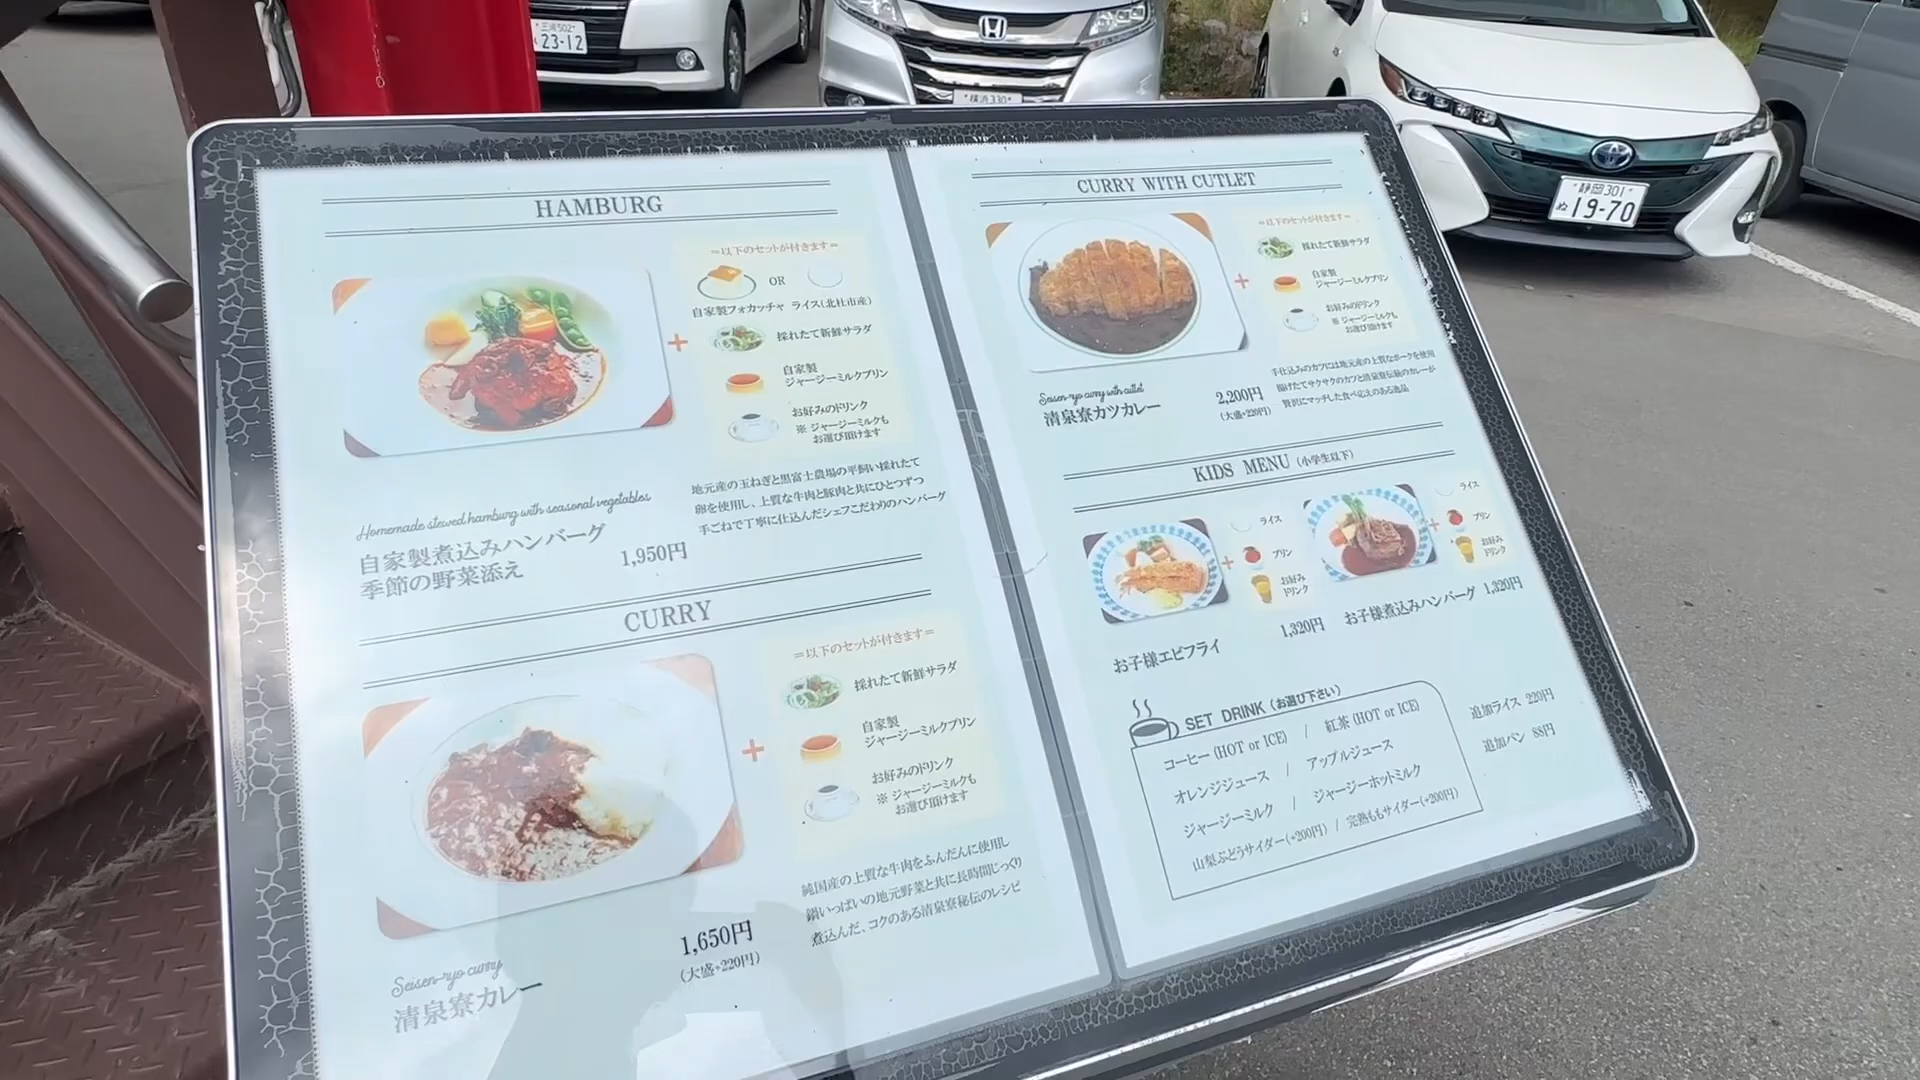 三河 502
23-12
横浜 330
静岡 301
ぬ 19-70
HAMBURG
=以下のセットが付きます=
OR
自家製フォカッチャ ライス(北杜市産)
採れたて新鮮サラダ
自家製
ジャージーミルクプリン
お好みのドリンク
※ ジャージーミルクも
お選び頂けます
Homemade stewed hamburg with seasonal vegetables
自家製煮込みハンバーグ
季節の野菜添え
1,950円
地元産の玉ねぎと黒富士農場の平飼い採れたて
卵を使用し、上質な牛肉と豚肉と共にひとつずつ
手ごねで丁寧に仕込んだシェフこだわりのハンバーグ
CURRY
=以下のセットが付きます=
採れたて新鮮サラダ
自家製
ジャージーミルクプリン
お好みのドリンク
※ ジャージーミルクも
お選び頂けます
Seisen-ryo curry
清泉寮カレー
1,650円
(大盛+220円)
純国産の上質な牛肉をふんだんに使用し
鍋いっぱいの地元野菜と共に長時間じっくり
煮込んだ、コクのある清泉寮秘伝のレシピ
CURRY WITH CUTLET
=以下のセットが付きます=
採れたて新鮮サラダ
自家製
ジャージーミルクプリン
お好みのドリンク
※ ジャージーミルクも
お選び頂けます
Seisen-ryo curry with cutlet
清泉寮カツカレー
2,200円
(大盛+220円)
手仕込みのカツには地元産の上質なポークを使用
揚げたてサクサクのカツと清泉寮伝統のカレーが
贅沢にマッチした食べ応えのある逸品
KIDS MENU (小学生以下)
ライス
プリン
お好み
ドリンク
お子様エビフライ
1,320円
ライス
プリン
お好み
ドリンク
お子様煮込みハンバーグ 1,320円
SET DRINK (お選び下さい)
コーヒー (HOT or ICE) / 紅茶 (HOT or ICE)
オレンジジュース / アップルジュース
ジャージーミルク / ジャージーホットミルク
山梨ぶどうサイダー(+200円) / 完熟ももサイダー(+200円)
追加ライス 220円
追加パン 88円